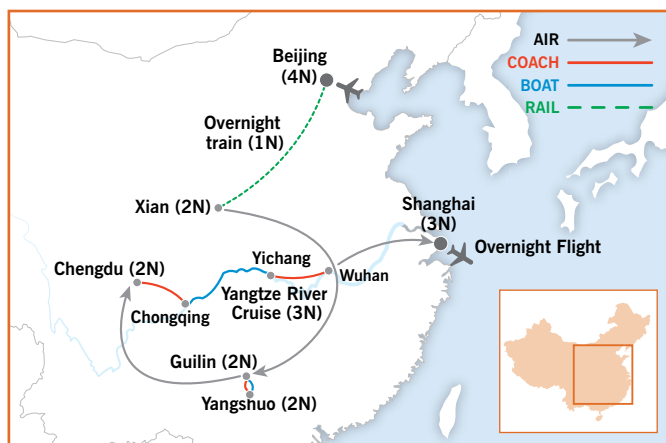 Beijing
(4N)
AIR
COACH
BOAT
RAIL
Overnight
train (1N)
Xian (2N)
Shanghai
(3N)
Overnight Flight
Chengdu (2N)
Yichang
Wuhan
Yangtze River
Cruise (3N)
Chongqing
Guilin (2N)
Yangshuo (2N)